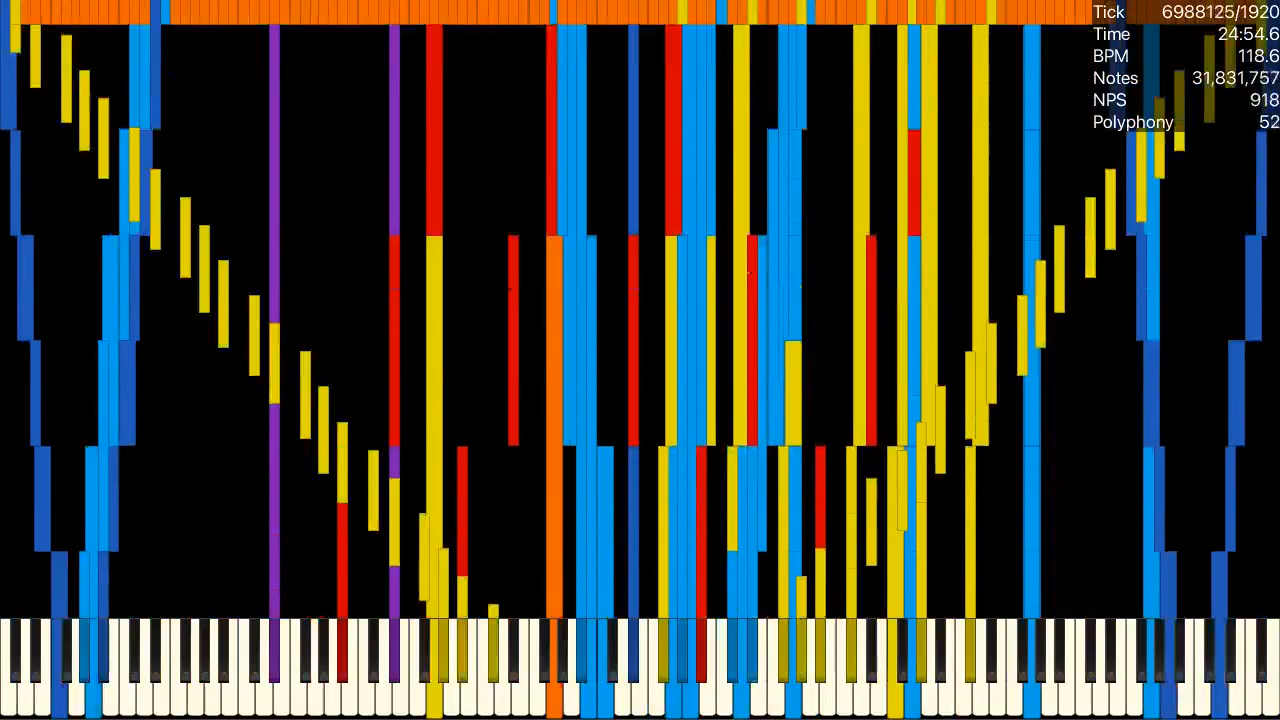 Tick 6988125/1920
Time 24:54.6
BPM 118.6
Notes 31,831,757
NPS 918
Polyphony 52